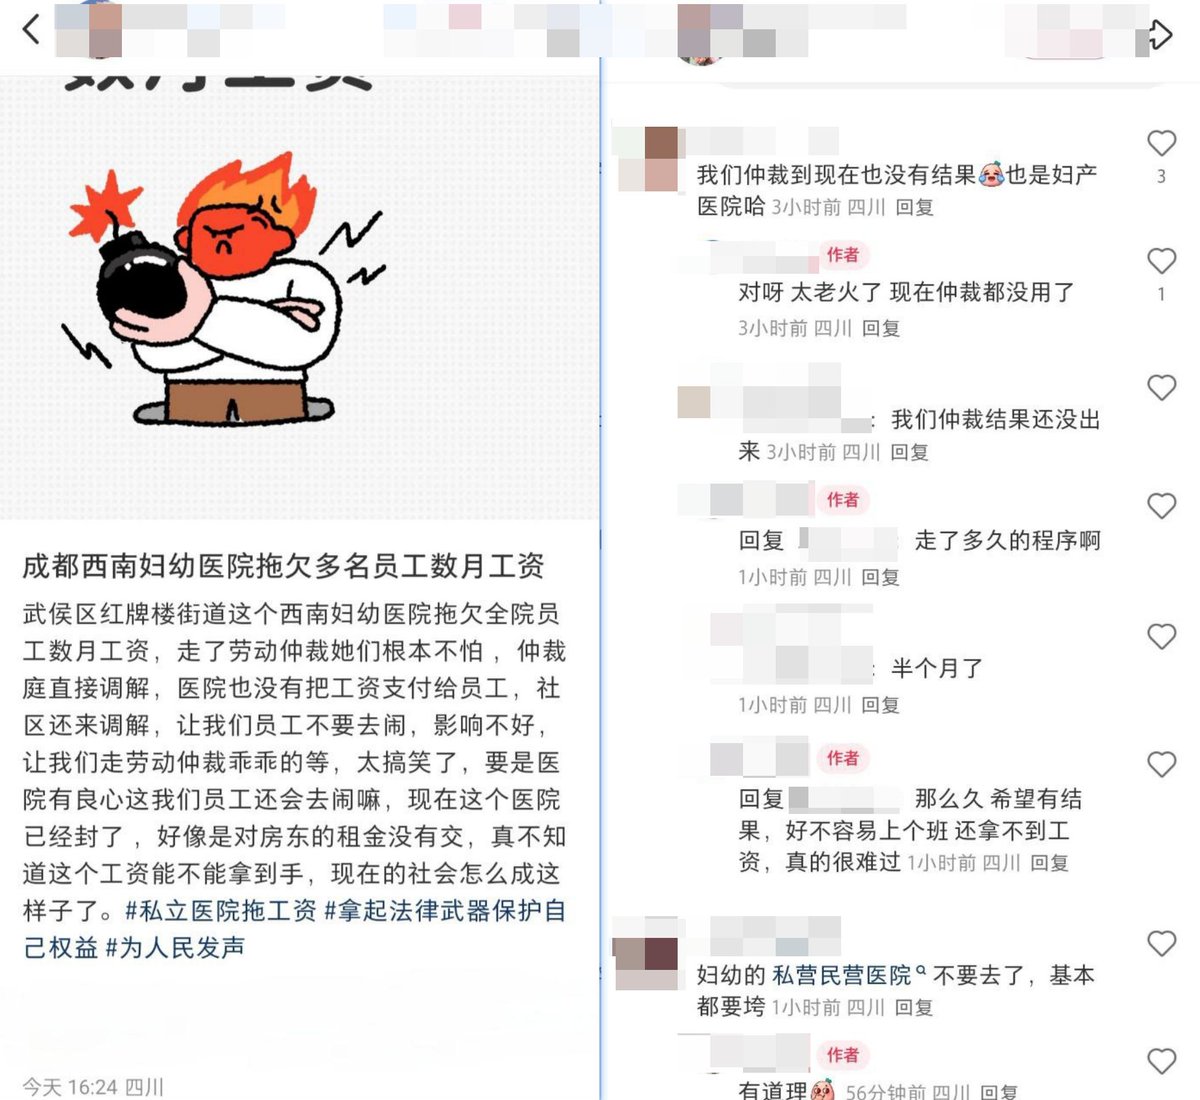 成都西南妇幼医院拖欠多名员工数月工资
武侯区红牌楼街道这个西南妇幼医院拖欠全院员
工数月工资，走了劳动仲裁她们根本不怕，仲裁
庭直接调解，医院也没有把工资支付给员工，社
区还来调解，让我们员工不要去闹，影响不好，
让我们走劳动仲裁乖乖的等，太搞笑了，要是医
院有良心这我们员工还会去闹嘛，现在这个医院
已经封了，好像是对房东的租金没有交，真不知
道这个工资能不能拿到手，现在的社会怎么成这
样子了。#私立医院拖工资 #拿起法律武器保护自
己权益 #为人民发声
今天 16:24 四川
我们仲裁到现在也没有结果😂也是妇产
医院哈 3小时前 四川 回复
3
作者
对呀 太老火了 现在仲裁都没用了
1
3小时前 四川 回复
：我们仲裁结果还没出
来 3小时前 四川 回复
作者
回复 ：走了多久的程序啊
1小时前 四川 回复
：半个月了
1小时前 四川 回复
作者
回复 那么久 希望有结
果，好不容易上个班 还拿不到工
资，真的很难过 1小时前 四川 回复
妇幼的 私营民营医院 不要去了，基本
都要垮 1小时前 四川 回复
作者
有道理 56分钟前 四川 回复